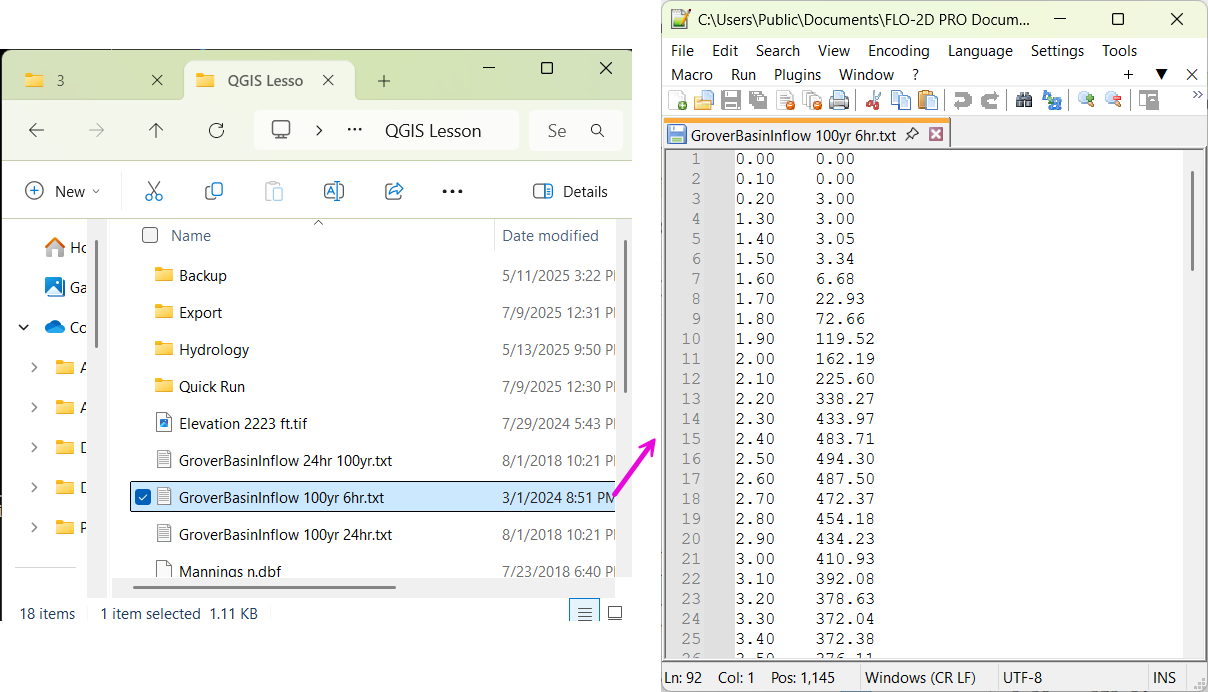 3
QGIS Lesso
QGIS Lesson
Se
New
Details
Name
Date modified
Backup 5/11/2025 3:22 P
Export 7/9/2025 12:31 P
Hydrology 5/13/2025 9:50 P
Quick Run 7/9/2025 12:30 P
Elevation 2223 ft.tif 7/29/2024 5:43 P
GroverBasinInflow 24hr 100yr.txt 8/1/2018 10:21 P
GroverBasinInflow 100yr 6hr.txt 3/1/2024 8:51 PM
GroverBasinInflow 100yr 24hr.txt 8/1/2018 10:21 P
Mannings n.dbf 7/23/2018 6:40 P
Ga
Co
A
A
P
18 items 1 item selected 1.11 KB
C:\Users\Public\Documents\FLO-2D PRO Docum...
File Edit Search View Encoding Language Settings Tools
Macro Run Plugins Window ?
GroverBasinInflow 100yr 6hr.txt
1 0.00 0.00
2 0.10 0.00
3 0.20 3.00
4 1.30 3.00
5 1.40 3.05
6 1.50 3.34
7 1.60 6.68
8 1.70 22.93
9 1.80 72.66
10 1.90 119.52
11 2.00 162.19
12 2.10 225.60
13 2.20 338.27
14 2.30 433.97
15 2.40 483.71
16 2.50 494.30
17 2.60 487.50
18 2.70 472.37
19 2.80 454.18
20 2.90 434.23
21 3.00 410.93
22 3.10 392.08
23 3.20 378.63
24 3.30 372.04
25 3.40 372.38
26 3.50 376.11
Ln: 92 Col: 1 Pos: 1,145 Windows (CR LF) UTF-8 INS